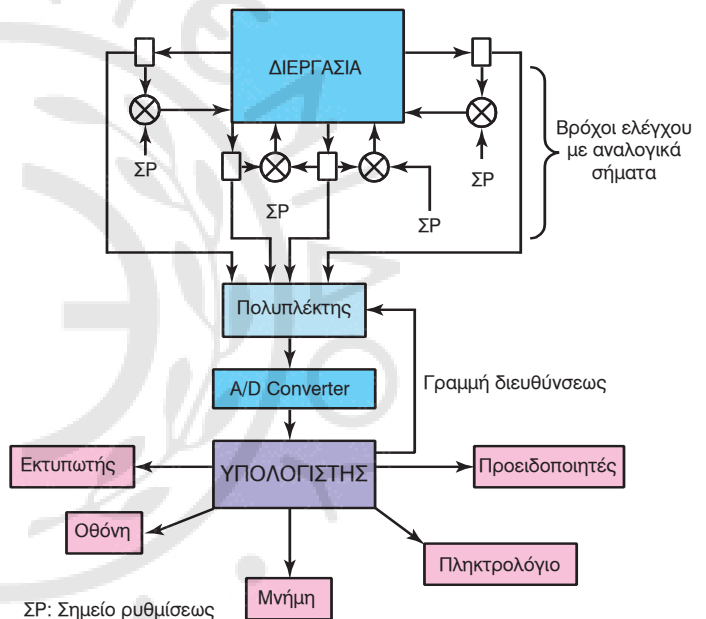 ΔΙΕΡΓΑΣΙΑ
ΣΡ
ΣΡ
ΣΡ
ΣΡ
Βρόχοι ελέγχου
με αναλογικά
σήματα
Πολυπλέκτης
A/D Converter
Γραμμή διευθύνσεως
ΥΠΟΛΟΓΙΣΤΗΣ
Εκτυπωτής
Προειδοποιητές
Οθόνη
Πληκτρολόγιο
Μνήμη
ΣΡ: Σημείο ρυθμίσεως